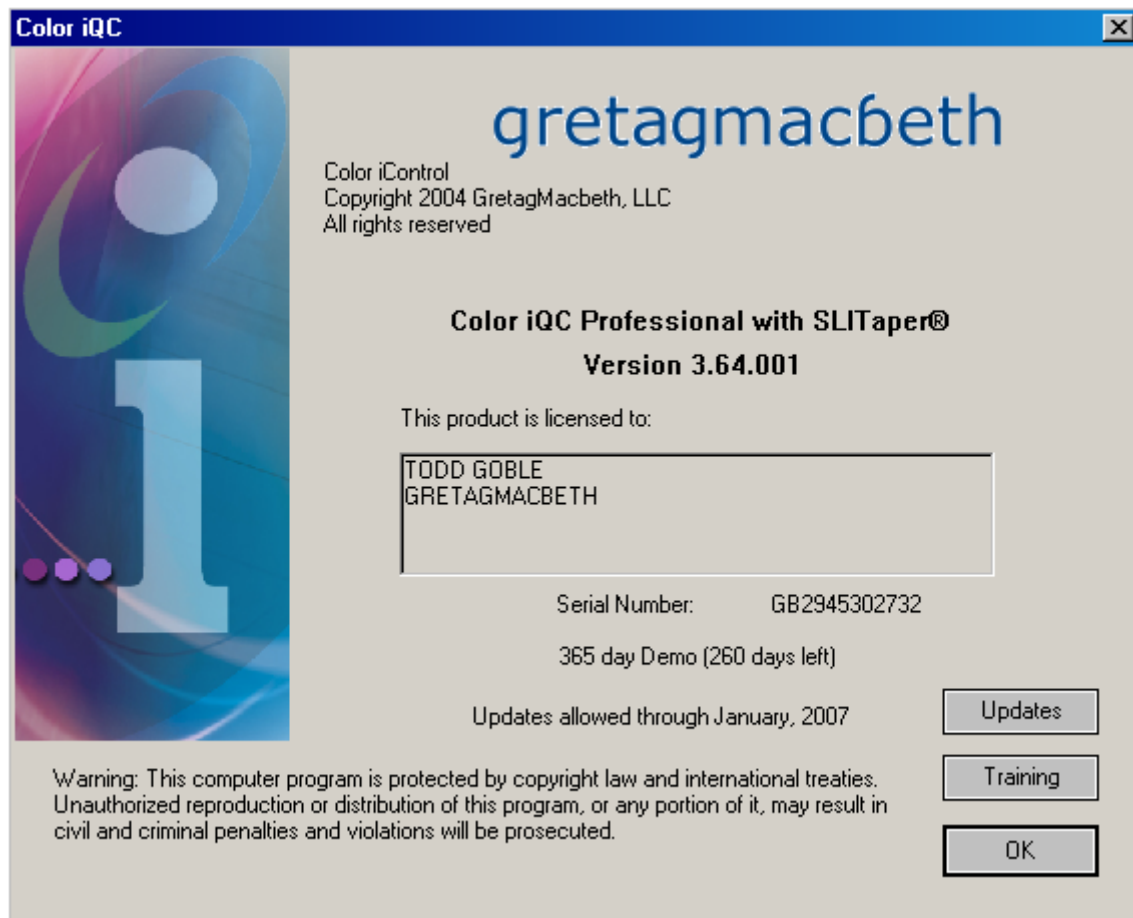 Color iQC
gretagmacbeth
Color iControl
Copyright 2004 GretagMacbeth, LLC
All rights reserved
Color iQC Professional with SLITaper®
Version 3.64.001
This product is licensed to:
TODD GOBLE
GRETAGMACBETH
Serial Number: GB2945302732
365 day Demo (260 days left)
Updates allowed through January, 2007
Updates
Training
Warning: This computer program is protected by copyright law and international treaties.
Unauthorized reproduction or distribution of this program, or any portion of it, may result in
civil and criminal penalties and violations will be prosecuted.
OK